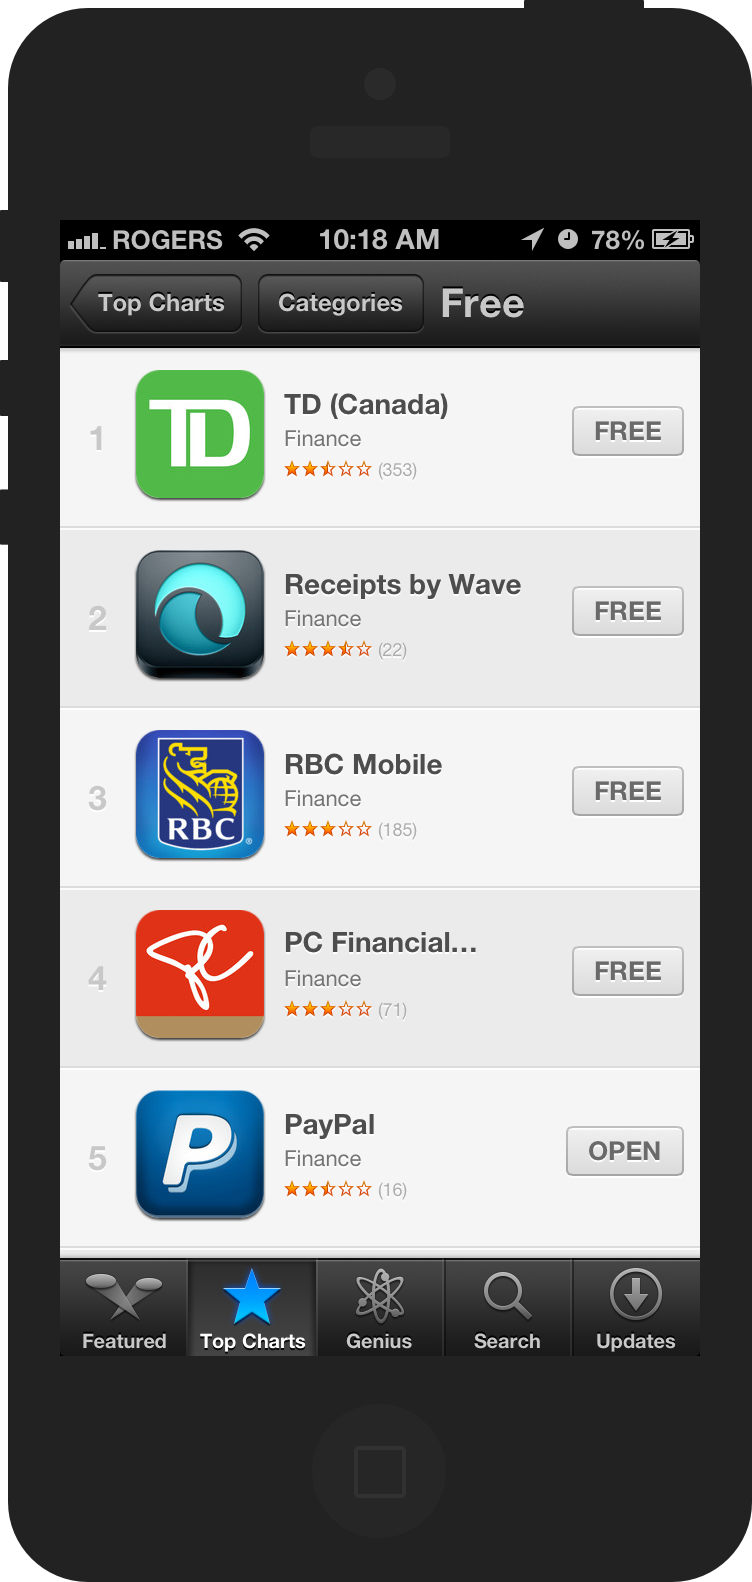 ROGERS 10:18 AM 78%
Top Charts Categories Free
1
TD
TD (Canada)
Finance
(353)
FREE
2
Receipts by Wave
Finance
(22)
FREE
3
RBC
®
RBC Mobile
Finance
(185)
FREE
4
PC
PC Financial...
Finance
(71)
FREE
5
P
PayPal
Finance
(16)
OPEN
Featured Top Charts Genius Search Updates